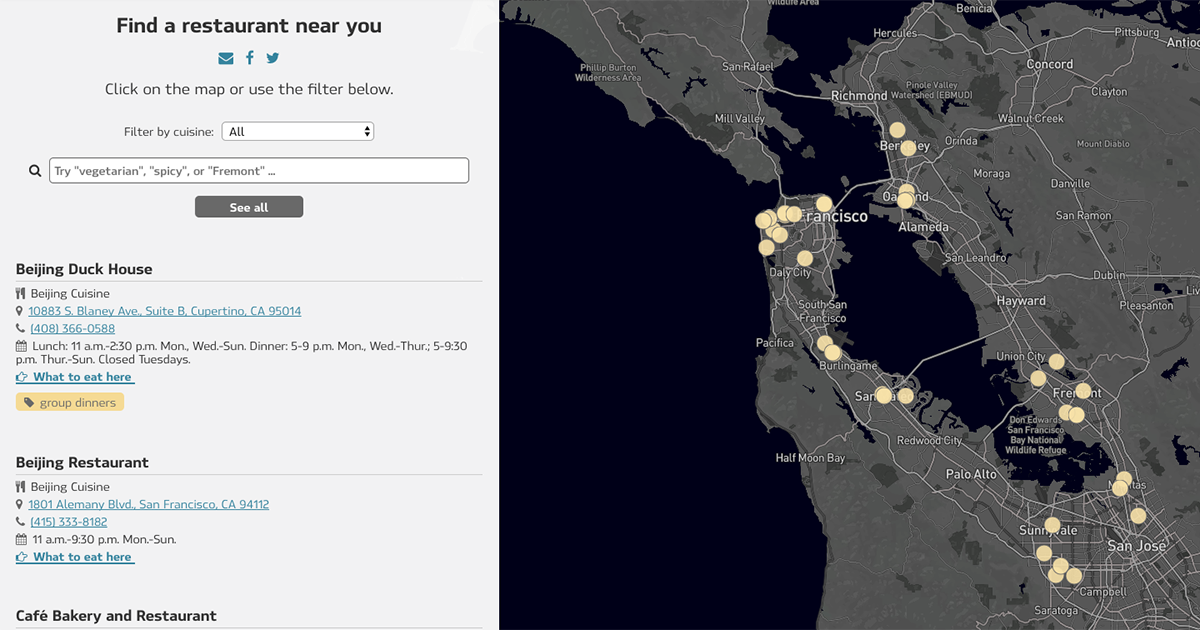 Find a restaurant near you
Click on the map or use the filter below.
Filter by cuisine: All
Try "vegetarian", "spicy", or "Fremont" ...
See all
Beijing Duck House
Beijing Cuisine
10883 S. Blaney Ave., Suite B, Cupertino, CA 95014
(408) 366-0588
Lunch: 11 a.m.-2:30 p.m. Mon., Wed.-Sun. Dinner: 5-9 p.m. Mon., Wed.-Thur.; 5-9:30
p.m. Thur.-Sun. Closed Tuesdays.
What to eat here
group dinners
Beijing Restaurant
Beijing Cuisine
1801 Alemany Blvd., San Francisco, CA 94112
(415) 333-8182
11 a.m.-9:30 p.m. Mon.-Sun.
What to eat here
Café Bakery and Restaurant
Wildlife Area
Benicia
Hercules
Pittsburg
Antioc
San Rafael
Phillip Burton
Wilderness Area
Concord
Pinole Valley
Watershed (EBMUD)
Richmond
Clayton
Mill Valley
Walnut Creek
Berkeley
Orinda
Mount Diablo
Moraga
Danville
Oakland
Francisco
San Ramon
Alameda
San Leandro
Daly City
Dublin
Liv
Hayward
Pleasanton
South San
Francisco
Pacifica
Union City
Burlingame
Fremont
San
Don Edwards
San Francisco
Bay National
Wildlife Refuge
Redwood City
Half Moon Bay
Palo Alto
Milpitas
Sunnyvale
San Jose
Campbell
Saratoga